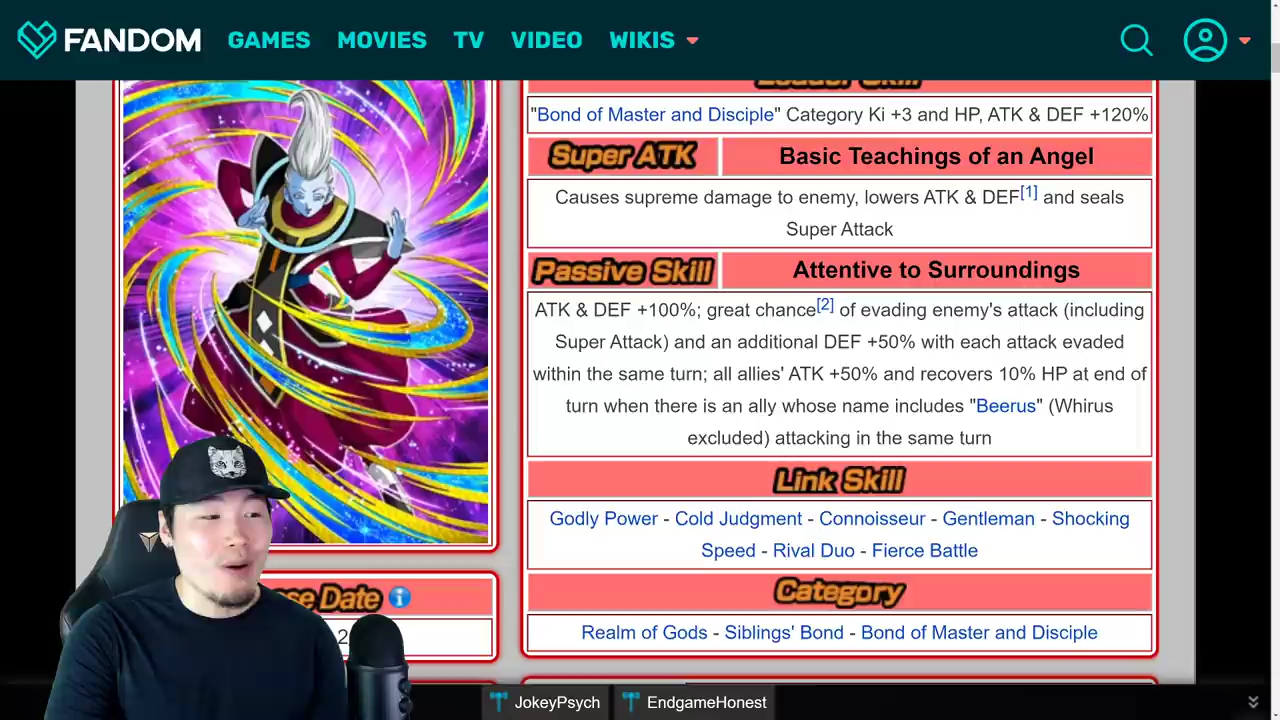 FANDOM GAMES MOVIES TV VIDEO WIKIS
Leader Skill
"Bond of Master and Disciple" Category Ki +3 and HP, ATK & DEF +120%
Super ATK Basic Teachings of an Angel
Causes supreme damage to enemy, lowers ATK & DEF[1] and seals
Super Attack
Passive Skill Attentive to Surroundings
ATK & DEF +100%; great chance[2] of evading enemy's attack (including
Super Attack) and an additional DEF +50% with each attack evaded
within the same turn; all allies' ATK +50% and recovers 10% HP at end of
turn when there is an ally whose name includes "Beerus" (Whirus
excluded) attacking in the same turn
Link Skill
Godly Power - Cold Judgment - Connoisseur - Gentleman - Shocking
Speed - Rival Duo - Fierce Battle
Category
Realm of Gods - Siblings' Bond - Bond of Master and Disciple
Date
2
JokeyPsych EndgameHonest